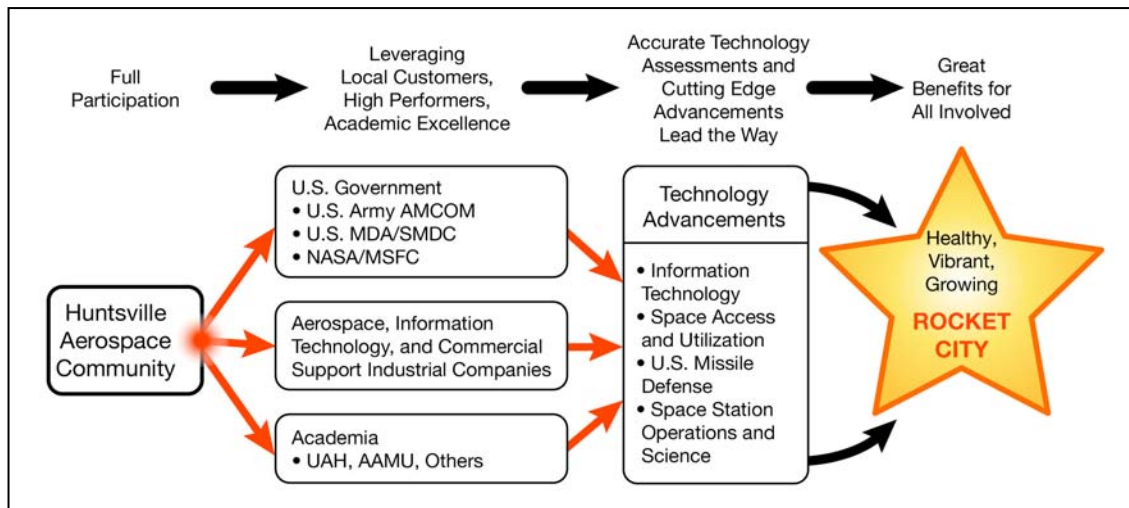 Full
Participation
Leveraging
Local Customers,
High Performers,
Academic Excellence
Accurate Technology
Assessments and
Cutting Edge
Advancements
Lead the Way
Great
Benefits for
All Involved
Huntsville
Aerospace
Community
U.S. Government
• U.S. Army AMCOM
• U.S. MDA/SMDC
• NASA/MSFC
Aerospace, Information
Technology, and Commercial
Support Industrial Companies
Academia
• UAH, AAMU, Others
Technology
Advancements
• Information
Technology
• Space Access
and Utilization
• U.S. Missile
Defense
• Space Station
Operations and
Science
Healthy,
Vibrant,
Growing
ROCKET
CITY